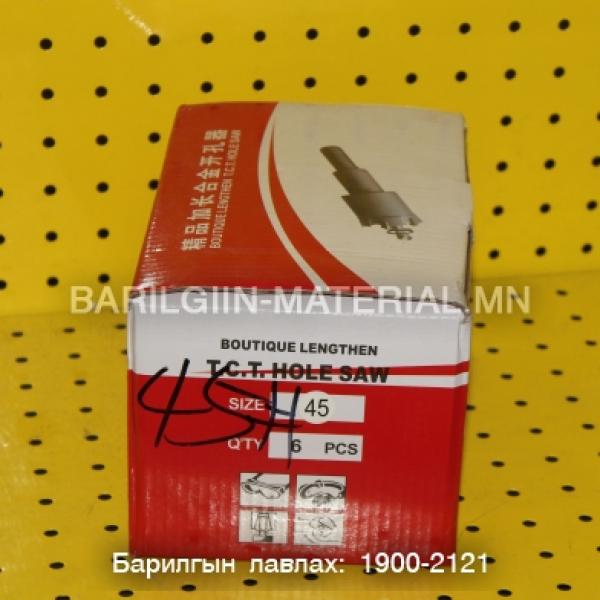 精品加长合金开孔器
BOUTIQUE LENGTHEN T.C.T. HOLE SAW
BARILGIIN-MATERIAL.MN
BOUTIQUE LENGTHEN
T.C.T. HOLE SAW
SIZE 45
Q'TY 6 PCS
45H
Барилгын лавлах: 1900-2121